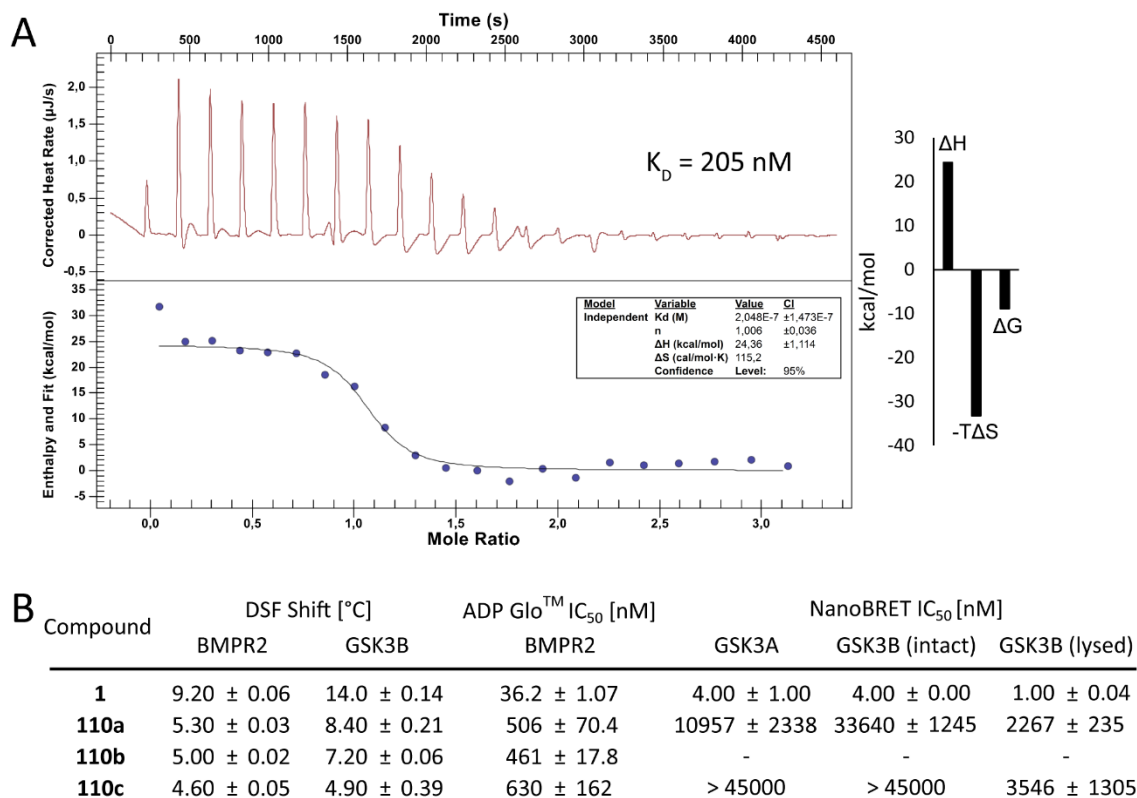 A
Time (s)
0 500 1000 1500 2000 2500 3000 3500 4000 4500
Corrected Heat Rate (µJ/s)
2,0
1,5
1,0
0,5
0
-0,5
K_D = 205 nM
Enthalpy and Fit (kcal/mol)
35
30
25
20
15
10
5
0
-5
Model Variable Value CI
Independent Kd (M) 2,048E-7 ±1,473E-7
n 1,006 ±0,036
ΔH (kcal/mol) 24,36 ±1,114
ΔS (cal/mol·K) 115,2
Confidence Level: 95%
0,0 0,5 1,0 1,5 2,0 2,5 3,0
Mole Ratio
kcal/mol
30
20
10
0
-10
-20
-30
-40
ΔH
ΔG
-TΔS
B
Compound DSF Shift [°C] ADP Glo™ IC50 [nM] NanoBRET IC50 [nM]
BMPR2 GSK3B BMPR2 GSK3A GSK3B (intact) GSK3B (lysed)
1 9.20 ± 0.06 14.0 ± 0.14 36.2 ± 1.07 4.00 ± 1.00 4.00 ± 0.00 1.00 ± 0.04
110a 5.30 ± 0.03 8.40 ± 0.21 506 ± 70.4 10957 ± 2338 33640 ± 1245 2267 ± 235
110b 5.00 ± 0.02 7.20 ± 0.06 461 ± 17.8 - - -
110c 4.60 ± 0.05 4.90 ± 0.39 630 ± 162 > 45000 > 45000 3546 ± 1305